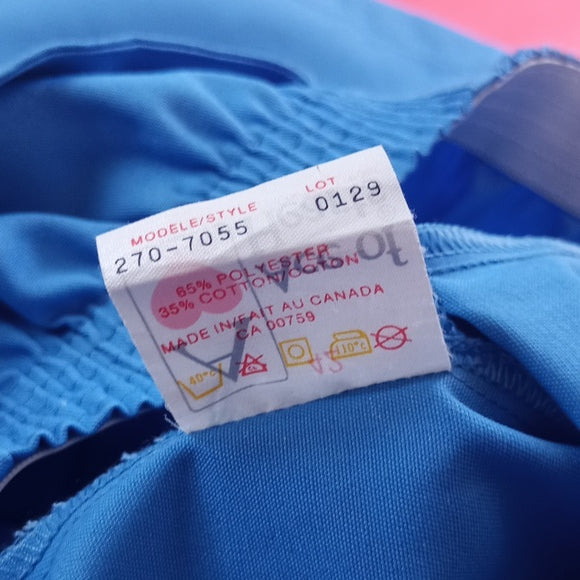 MODELE/STYLE LOT
270-7055 0129
65% POLYESTER
35% COTTON/COTON
MADE IN/FAIT AU CANADA
CA 00759
40°C 110°C